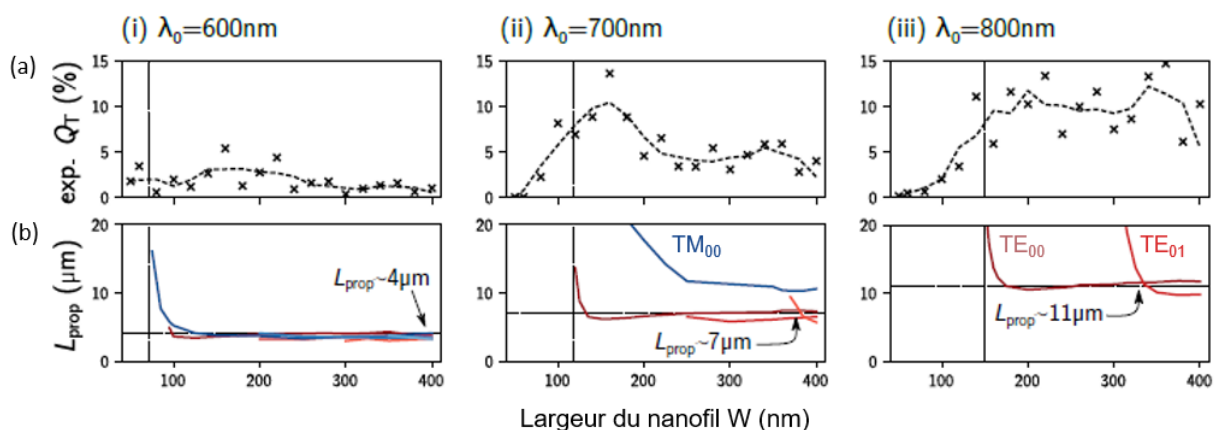 (i) λ₀=600nm
(ii) λ₀=700nm
(iii) λ₀=800nm
(a)
exp. Q_T (%)
15
10
5
0
15
10
5
0
15
10
5
0
(b)
L_prop (μm)
20
10
0
L_prop~4μm
100
200
300
400
20
10
0
TM₀₀
L_prop~7μm
100
200
300
400
20
10
0
TE₀₀
TE₀₁
L_prop~11μm
100
200
300
400
Largeur du nanofil W (nm)